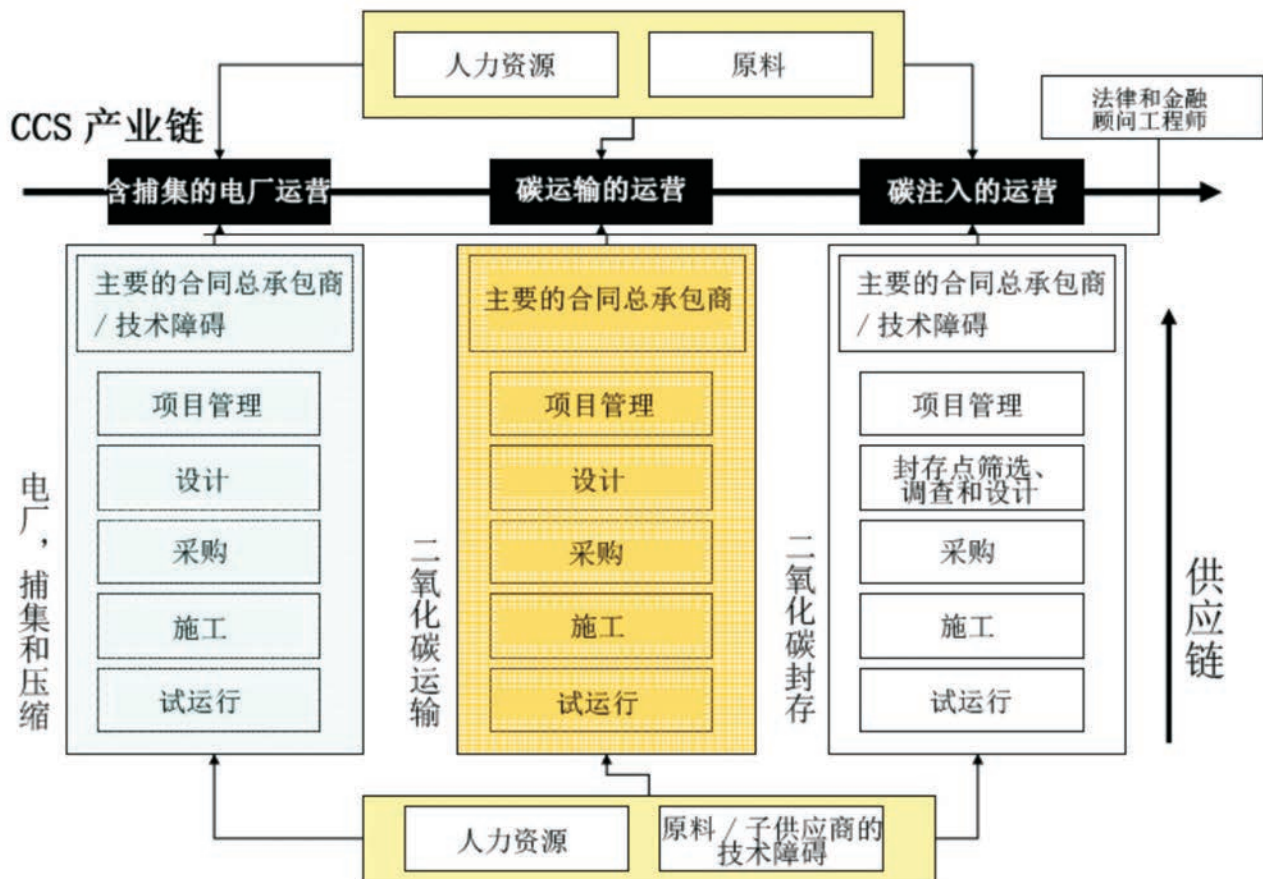 人力资源
原料
法律和金融
顾问工程师
CCS 产业链
含捕集的电厂运营
碳运输的运营
碳注入的运营
电厂，捕集和压缩
主要的合同总承包商
/ 技术障碍
项目管理
设计
采购
施工
试运行
二氧化碳运输
主要的合同总承包商
项目管理
设计
采购
施工
试运行
二氧化碳封存
主要的合同总承包商
/ 技术障碍
项目管理
封存点筛选、
调查和设计
采购
施工
试运行
供应链
人力资源
原料 / 子供应商的
技术障碍